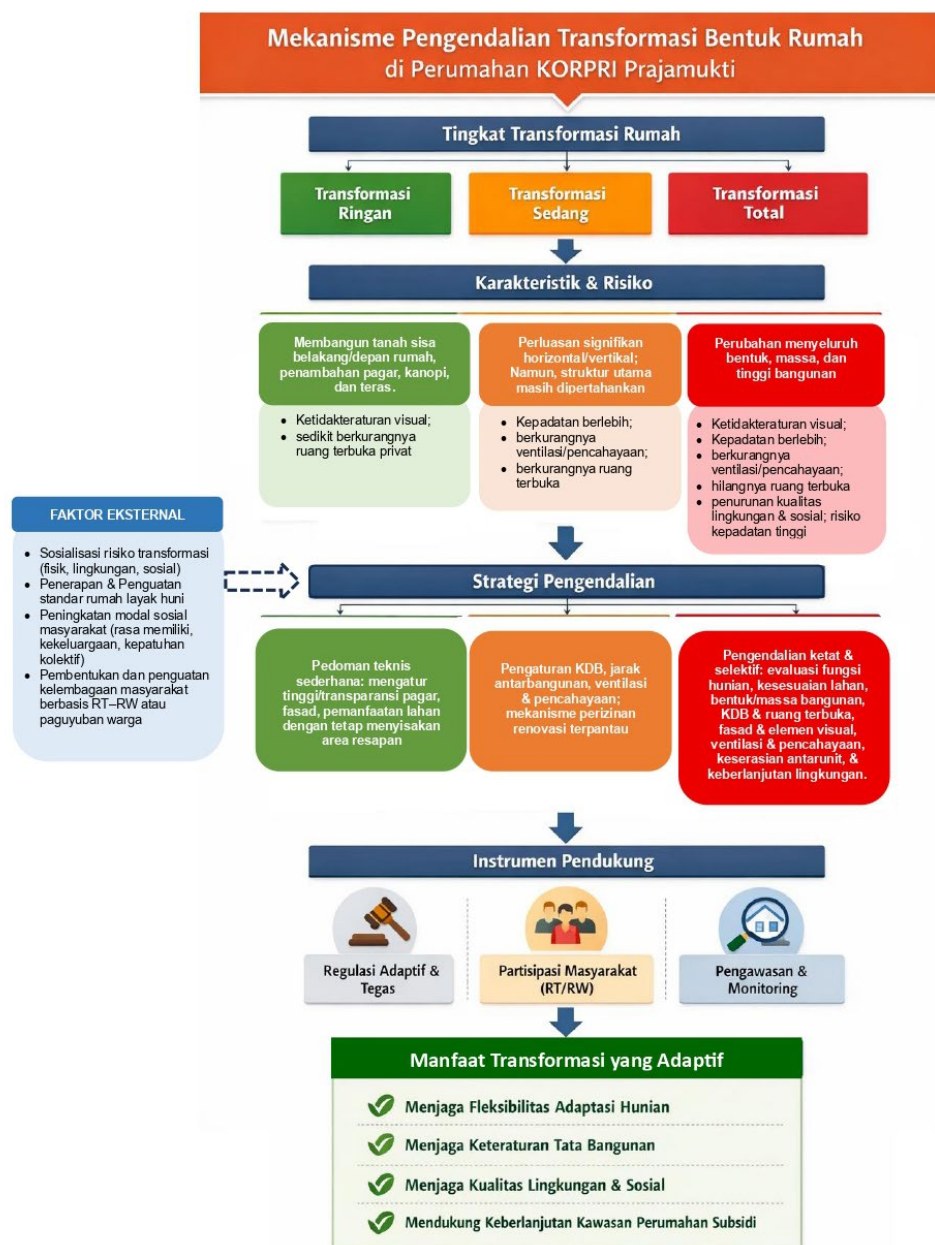 Mekanisme Pengendalian Transformasi Bentuk Rumah
di Perumahan KORPRI Prajamukti
Tingkat Transformasi Rumah
Transformasi
Ringan
Transformasi
Sedang
Transformasi
Total
Karakteristik & Risiko
Membangun tanah sisa
belakang/depan rumah,
penambahan pagar, kanopi,
dan teras.
• Ketidakteraturan visual;
• sedikit berkurangnya
ruang terbuka privat
Perluasan signifikan
horizontal/vertikal;
Namun, struktur utama
masih dipertahankan
• Kepadatan berlebih;
• berkurangnya
ventilasi/pencahayaan;
• berkurangnya ruang
terbuka
Perubahan menyeluruh
bentuk, massa, dan
tinggi bangunan
• Ketidakteraturan visual;
• Kepadatan berlebih;
• berkurangnya
ventilasi/pencahayaan;
• hilangnya ruang terbuka
• penurunan kualitas
lingkungan & sosial; risiko
kepadatan tinggi
FAKTOR EKSTERNAL
• Sosialisasi risiko transformasi
(fisik, lingkungan, sosial)
• Penerapan & Penguatan
standar rumah layak huni
• Peningkatan modal sosial
masyarakat (rasa memiliki,
kekeluargaan, kepatuhan
kolektif)
• Pembentukan dan penguatan
kelembagaan masyarakat
berbasis RT–RW atau
paguyuban warga
Strategi Pengendalian
Pedoman teknis
sederhana: mengatur
tinggi/transparansi pagar,
fasad, pemanfaatan lahan
dengan tetap menyisakan
area resapan
Pengaturan KDB, jarak
antarbangunan, ventilasi
& pencahayaan;
mekanisme perizinan
renovasi terpantau
Pengendalian ketat &
selektif: evaluasi fungsi
hunian, kesesuaian lahan,
bentuk/massa bangunan,
KDB & ruang terbuka,
fasad & elemen visual,
ventilasi & pencahayaan,
keserasian antarunit, &
keberlanjutan lingkungan.
Instrumen Pendukung
Regulasi Adaptif &
Tegas
Partisipasi Masyarakat
(RT/RW)
Pengawasan &
Monitoring
Manfaat Transformasi yang Adaptif
Menjaga Fleksibilitas Adaptasi Hunian
Menjaga Keteraturan Tata Bangunan
Menjaga Kualitas Lingkungan & Sosial
Mendukung Keberlanjutan Kawasan Perumahan Subsidi